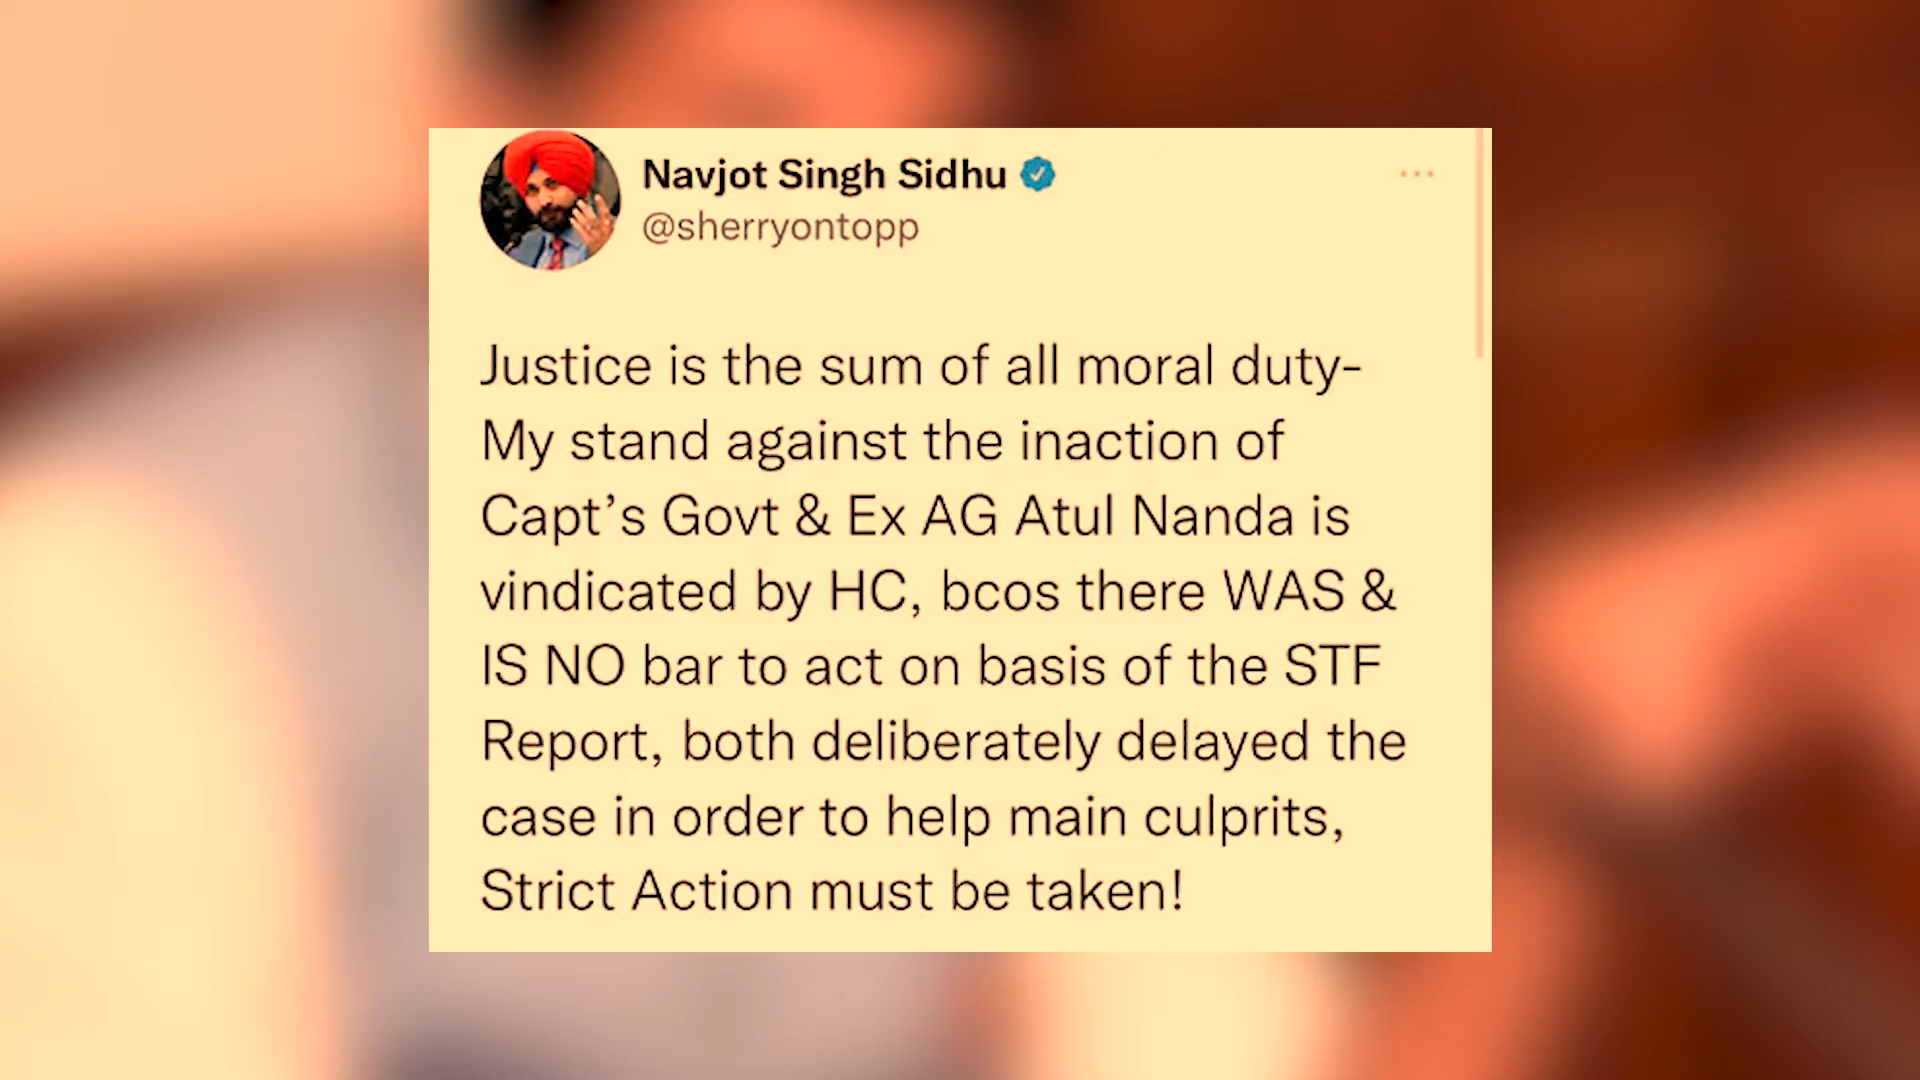 Navjot Singh Sidhu
@sherryontopp
Justice is the sum of all moral duty-
My stand against the inaction of
Capt’s Govt & Ex AG Atul Nanda is
vindicated by HC, bcos there WAS &
IS NO bar to act on basis of the STF
Report, both deliberately delayed the
case in order to help main culprits,
Strict Action must be taken!